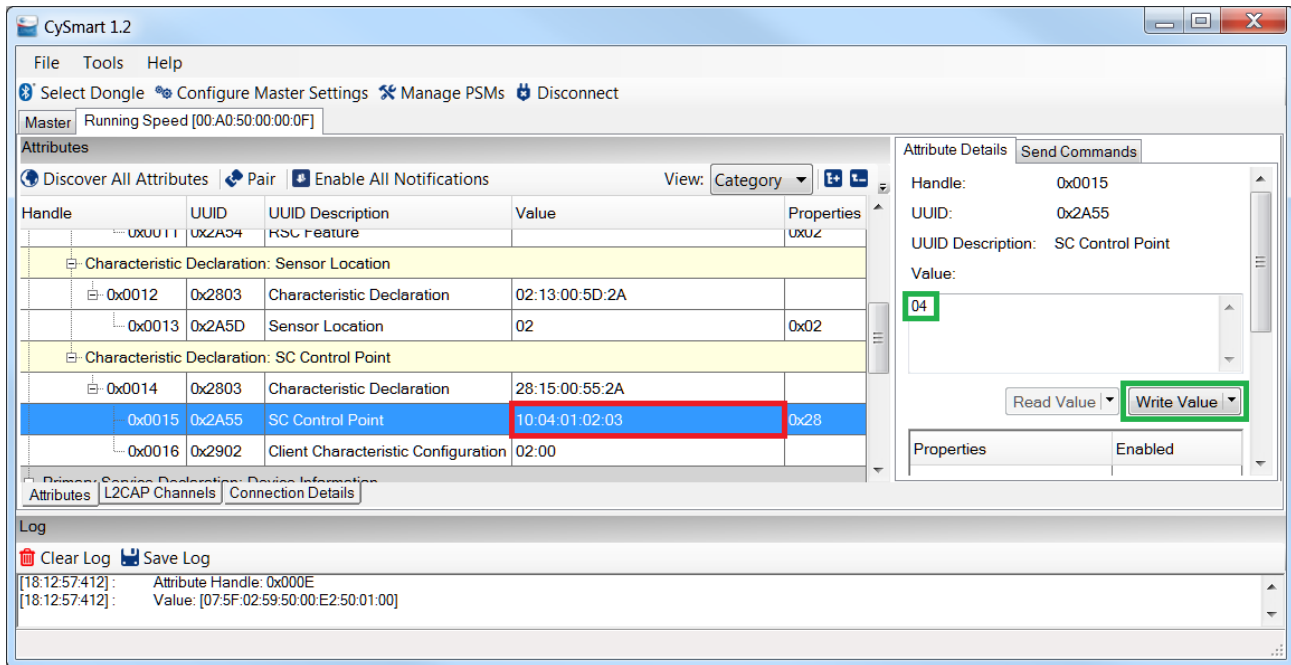 CySmart 1.2
File Tools Help
Select Dongle Configure Master Settings Manage PSMs Disconnect
Master Running Speed [00:A0:50:00:00:0F]
Attributes
Discover All Attributes Pair Enable All Notifications View: Category
Handle UUID UUID Description Value Properties
0x0011 0x2A54 RSC Feature 0x02
Characteristic Declaration: Sensor Location
0x0012 0x2803 Characteristic Declaration 02:13:00:5D:2A
0x0013 0x2A5D Sensor Location 02 0x02
Characteristic Declaration: SC Control Point
0x0014 0x2803 Characteristic Declaration 28:15:00:55:2A
0x0015 0x2A55 SC Control Point 10:04:01:02:03 0x28
0x0016 0x2902 Client Characteristic Configuration 02:00
Primary Service Declaration: Device Information
Attributes L2CAP Channels Connection Details
Attribute Details Send Commands
Handle: 0x0015
UUID: 0x2A55
UUID Description: SC Control Point
Value:
04
Read Value Write Value
Properties Enabled
Log
Clear Log Save Log
[18:12:57:412] : Attribute Handle: 0x000E
[18:12:57:412] : Value: [07:5F:02:59:50:00:E2:50:01:00]